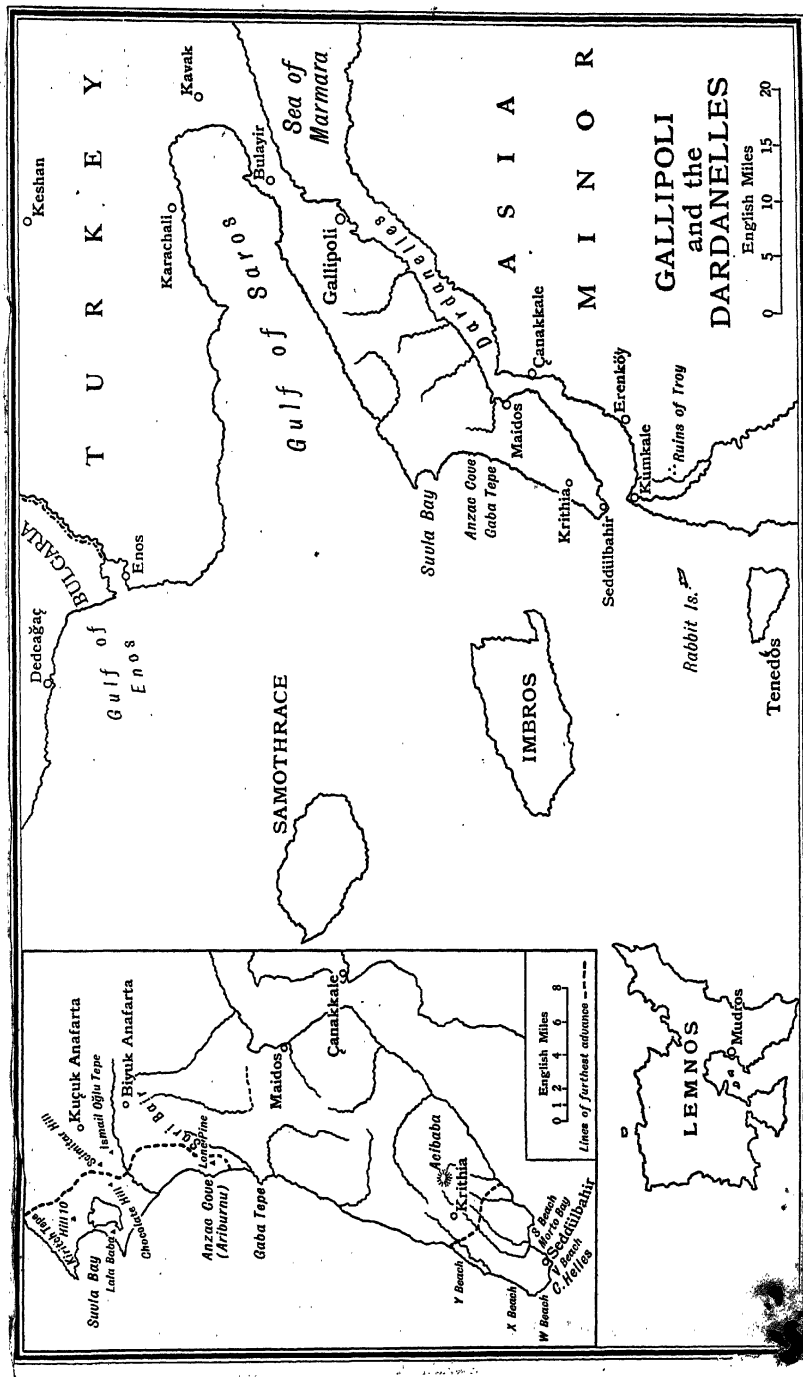 GALLIPOLI
and the
DARDANELLES
English Miles
0 5 10 15 20
BULGARIA
TURKEY
ASIA
MINOR
Keshan
Kavak
Karachali
Bulayir
Sea of
Marmara
Gallipoli
Dardanelles
Gulf of Saros
Dedeağaç
Enos
Gulf of
Enos
SAMOTHRACE
IMBROS
Suvla Bay
Anzac Cove
Gaba Tepe
Maidos
Çanakkale
Krithia
Seddülbahir
Erenköy
Kumkale
Ruins of Troy
Rabbit Is.
Tenedos
LEMNOS
Mudros
Kuçuk Anafarta
Scimitar Hill
Ismail Oğlu Tepe
Biyuk Anafarta
Kiritch Tepe
Hill 10
Suvla Bay
Lala Baba
Chocolate Hill
Sari Bair
Lone Pine
Anzac Cove
(Ariburnu)
Gaba Tepe
Maidos
Çanakkale
Acibaba
Krithia
Y Beach
X Beach
W Beach
C. Helles
V Beach
Seddülbahir
Morto Bay
S Beach
English Miles
0 1 2 4 6 8
Lines of furthest advance